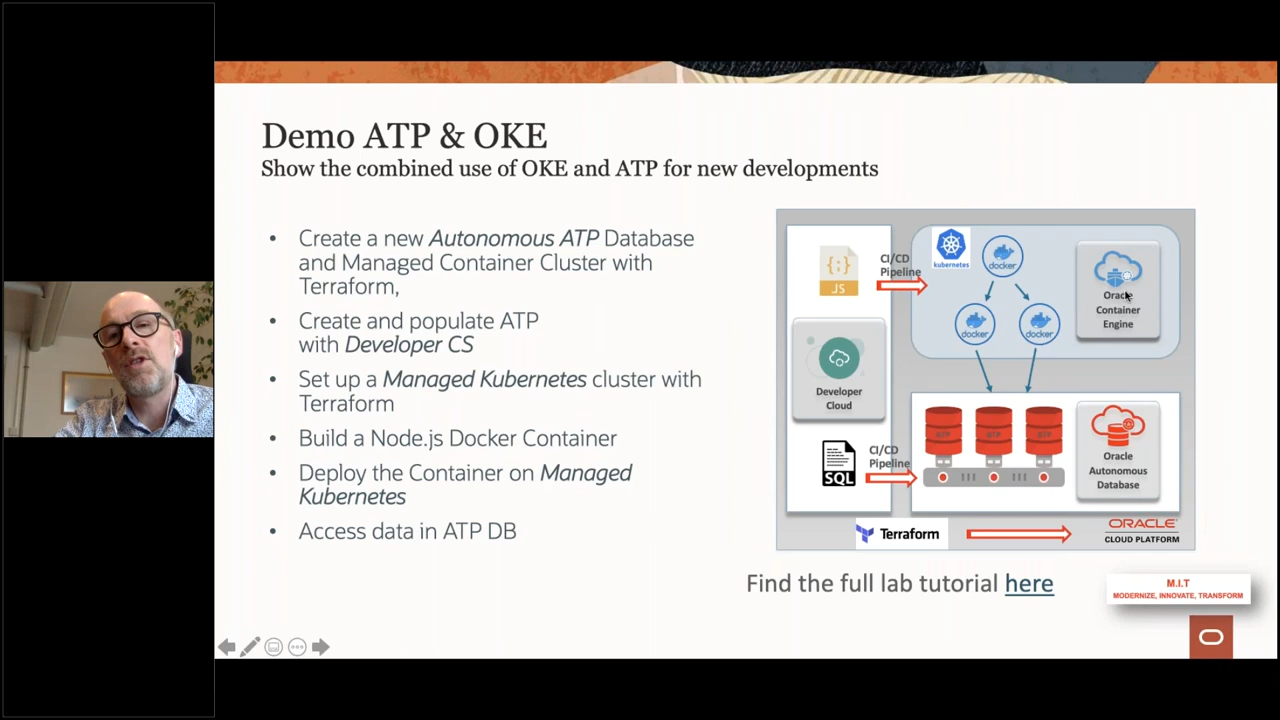 Demo ATP & OKE
Show the combined use of OKE and ATP for new developments
• Create a new Autonomous ATP Database
and Managed Container Cluster with
Terraform,
• Create and populate ATP
with Developer CS
• Set up a Managed Kubernetes cluster with
Terraform
• Build a Node.js Docker Container
• Deploy the Container on Managed
Kubernetes
• Access data in ATP DB
{;}
JS
CI/CD
Pipeline
kubernetes
docker
docker
docker
Oracle
Container
Engine
Developer
Cloud
SQL
CI/CD
Pipeline
ATP
ATP
ATP
Oracle
Autonomous
Database
Terraform
ORACLE
CLOUD PLATFORM
Find the full lab tutorial here
M.I.T
MODERNIZE, INNOVATE, TRANSFORM